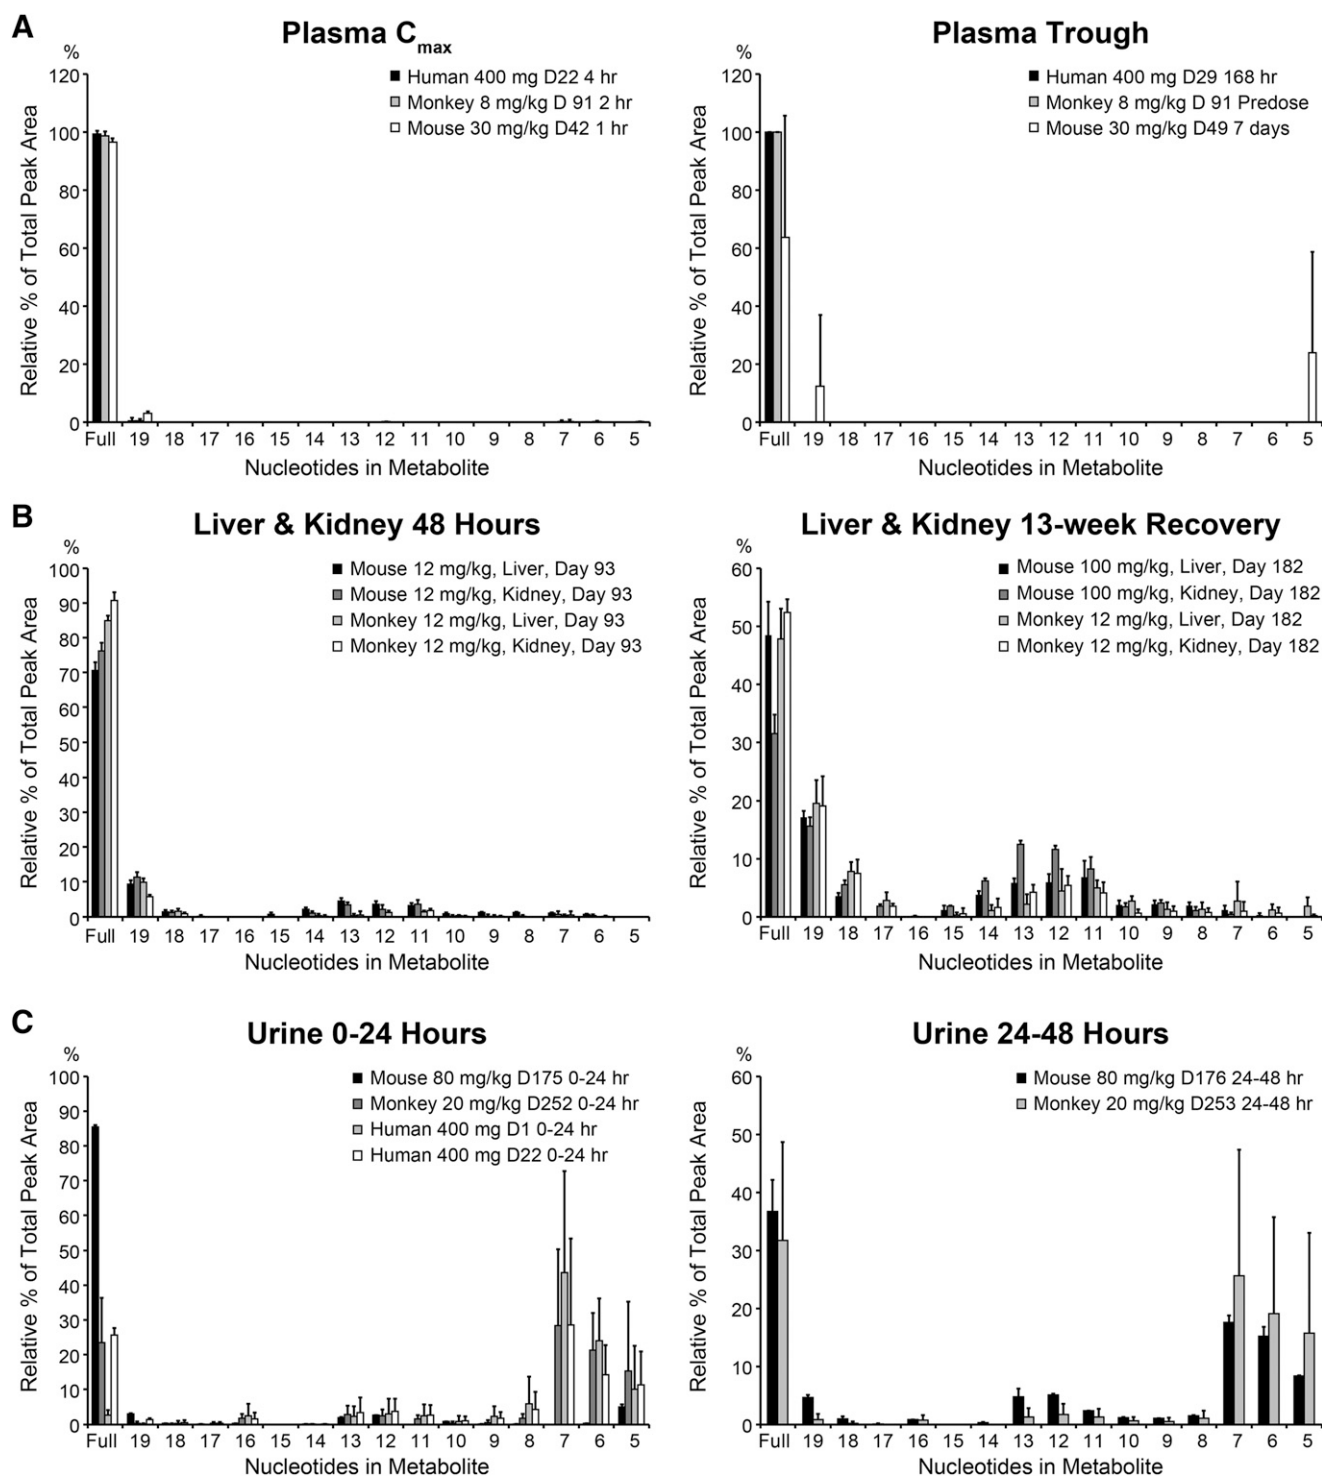 A
Plasma Cmax
%
120
100
80
60
40
20
0
Relative % of Total Peak Area
Human 400 mg D22 4 hr
Monkey 8 mg/kg D 91 2 hr
Mouse 30 mg/kg D42 1 hr
Full 19 18 17 16 15 14 13 12 11 10 9 8 7 6 5
Nucleotides in Metabolite
Plasma Trough
%
120
100
80
60
40
20
0
Relative % of Total Peak Area
Human 400 mg D29 168 hr
Monkey 8 mg/kg D 91 Predose
Mouse 30 mg/kg D49 7 days
Full 19 18 17 16 15 14 13 12 11 10 9 8 7 6 5
Nucleotides in Metabolite
B
Liver & Kidney 48 Hours
%
100
90
80
70
60
50
40
30
20
10
0
Relative % of Total Peak Area
Mouse 12 mg/kg, Liver, Day 93
Mouse 12 mg/kg, Kidney, Day 93
Monkey 12 mg/kg, Liver, Day 93
Monkey 12 mg/kg, Kidney, Day 93
Full 19 18 17 16 15 14 13 12 11 10 9 8 7 6 5
Nucleotides in Metabolite
Liver & Kidney 13-week Recovery
%
60
50
40
30
20
10
0
Relative % of Total Peak Area
Mouse 100 mg/kg, Liver, Day 182
Mouse 100 mg/kg, Kidney, Day 182
Monkey 12 mg/kg, Liver, Day 182
Monkey 12 mg/kg, Kidney, Day 182
Full 19 18 17 16 15 14 13 12 11 10 9 8 7 6 5
Nucleotides in Metabolite
C
Urine 0-24 Hours
%
100
90
80
70
60
50
40
30
20
10
0
Relative % of Total Peak Area
Mouse 80 mg/kg D175 0-24 hr
Monkey 20 mg/kg D252 0-24 hr
Human 400 mg D1 0-24 hr
Human 400 mg D22 0-24 hr
Full 19 18 17 16 15 14 13 12 11 10 9 8 7 6 5
Nucleotides in Metabolite
Urine 24-48 Hours
%
60
50
40
30
20
10
0
Relative % of Total Peak Area
Mouse 80 mg/kg D176 24-48 hr
Monkey 20 mg/kg D253 24-48 hr
Full 19 18 17 16 15 14 13 12 11 10 9 8 7 6 5
Nucleotides in Metabolite